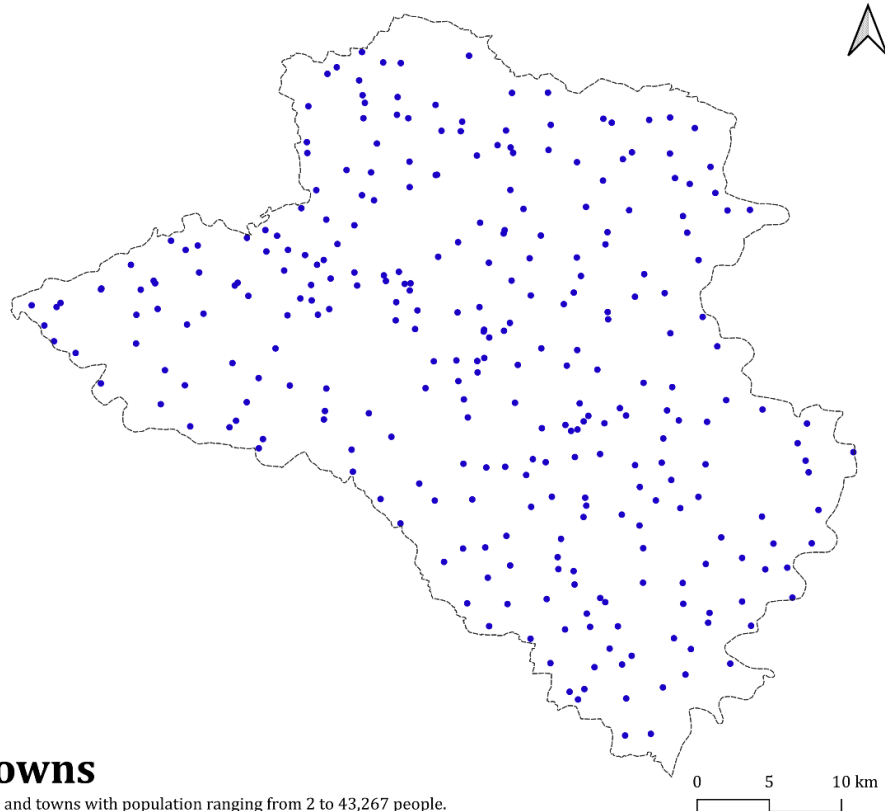 owns
and towns with population ranging from 2 to 43,267 people.
0 5 10 km